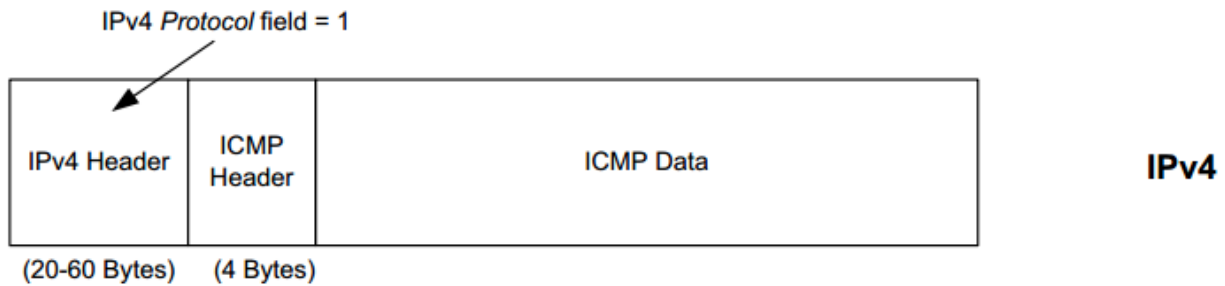 IPv4 Protocol field = 1
IPv4 Header
ICMP
Header
ICMP Data
IPv4
(20-60 Bytes)
(4 Bytes)